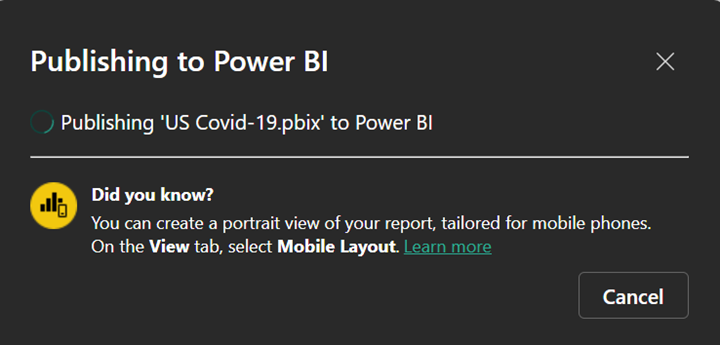 Publishing to Power BI
Publishing 'US Covid-19.pbix' to Power BI
Did you know?
You can create a portrait view of your report, tailored for mobile phones.
On the View tab, select Mobile Layout. Learn more
Cancel